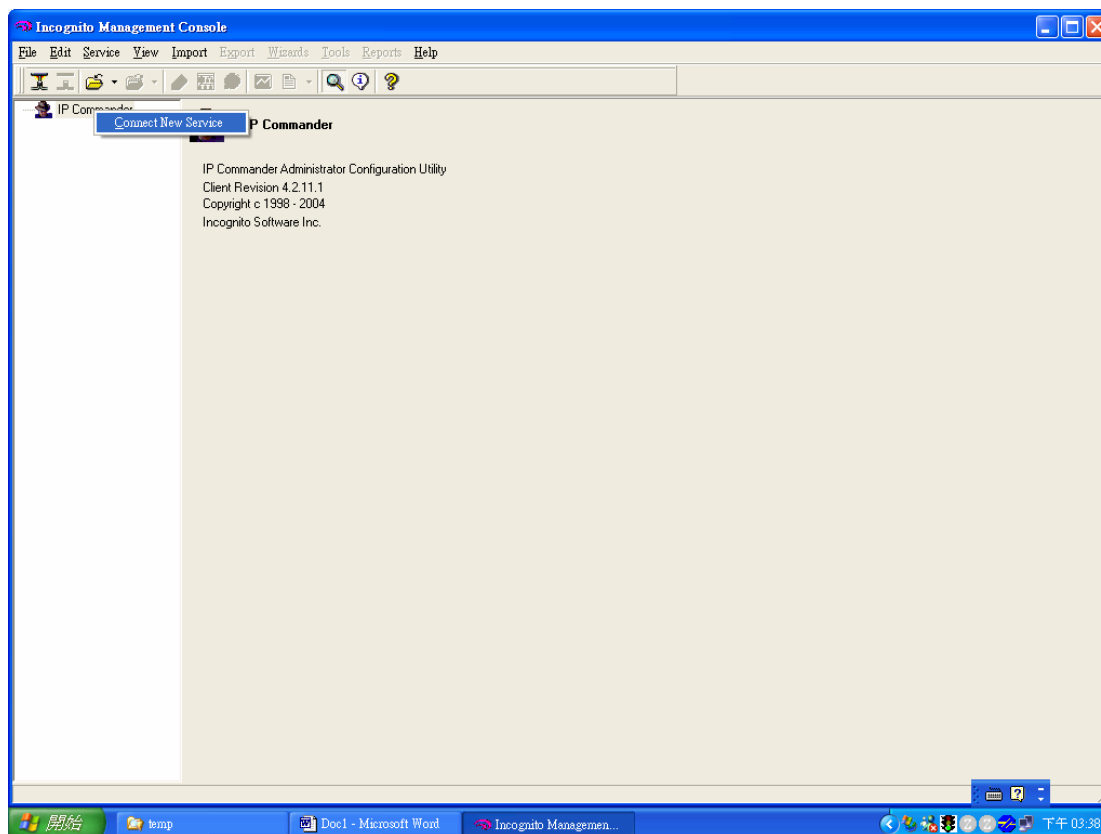 Incognito Management Console
File Edit Service View Import Export Wizards Tools Reports Help
IP Commander
Connect New Service
P Commander
IP Commander Administrator Configuration Utility
Client Revision 4.2.11.1
Copyright c 1998 - 2004
Incognito Software Inc.
開始 temp Doc1 - Microsoft Word Incognito Managemen... 下午 03:38